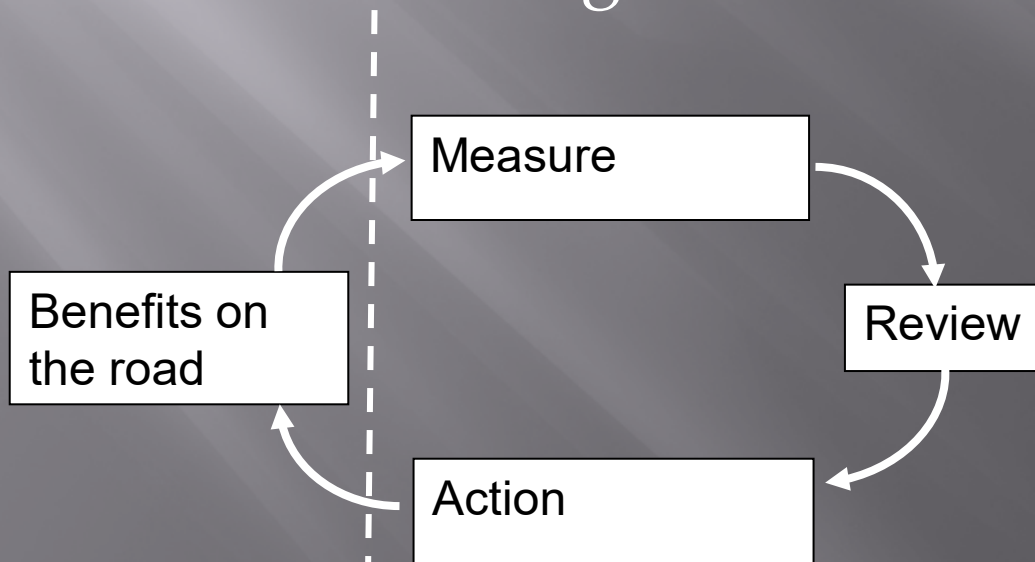 Measure
Benefits on
the road
Review
Action